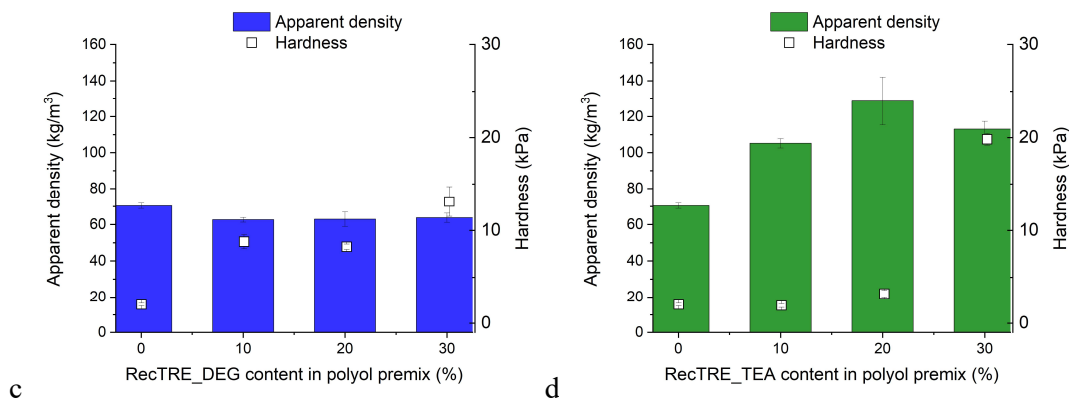 Apparent density
Hardness
160
140
120
100
80
60
40
20
0
30
20
10
0
0
10
20
30
Apparent density (kg/m³)
Hardness (kPa)
RecTRE_DEG content in polyol premix (%)
c
Apparent density
Hardness
160
140
120
100
80
60
40
20
0
30
20
10
0
0
10
20
30
Apparent density (kg/m³)
Hardness (kPa)
RecTRE_TEA content in polyol premix (%)
d